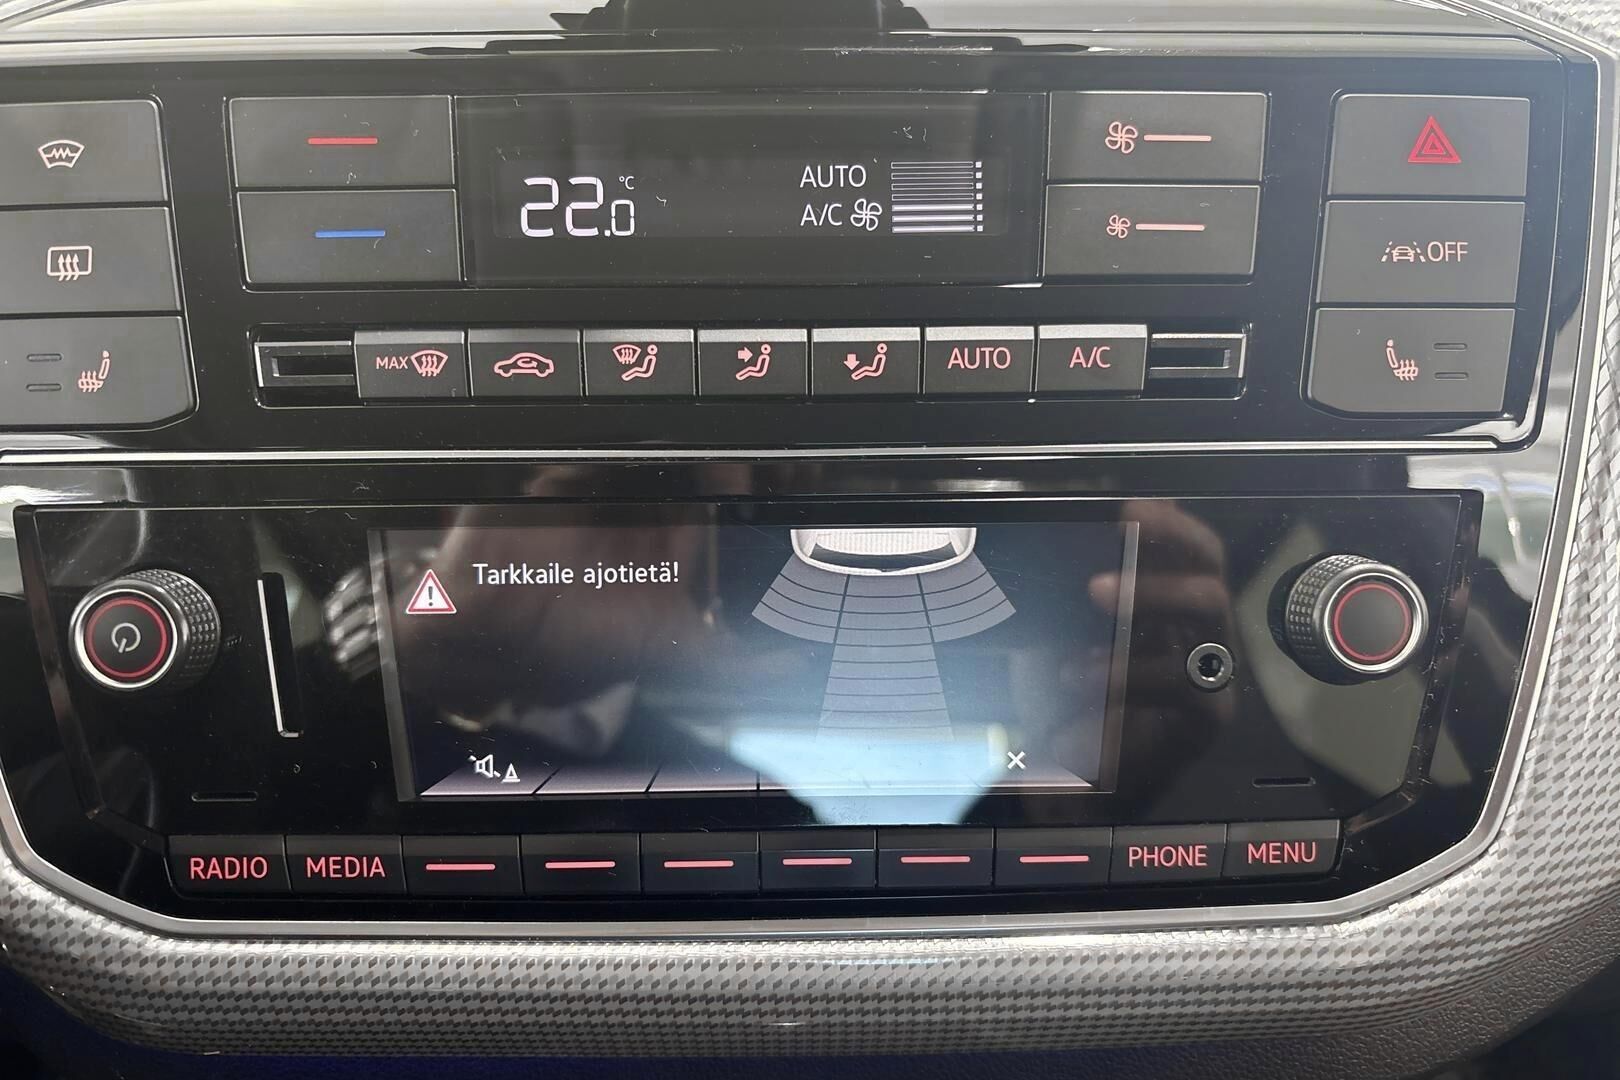 22.0 °C
AUTO
A/C
OFF
MAX
AUTO
A/C
Tarkkaile ajotietä!
RADIO
MEDIA
PHONE
MENU